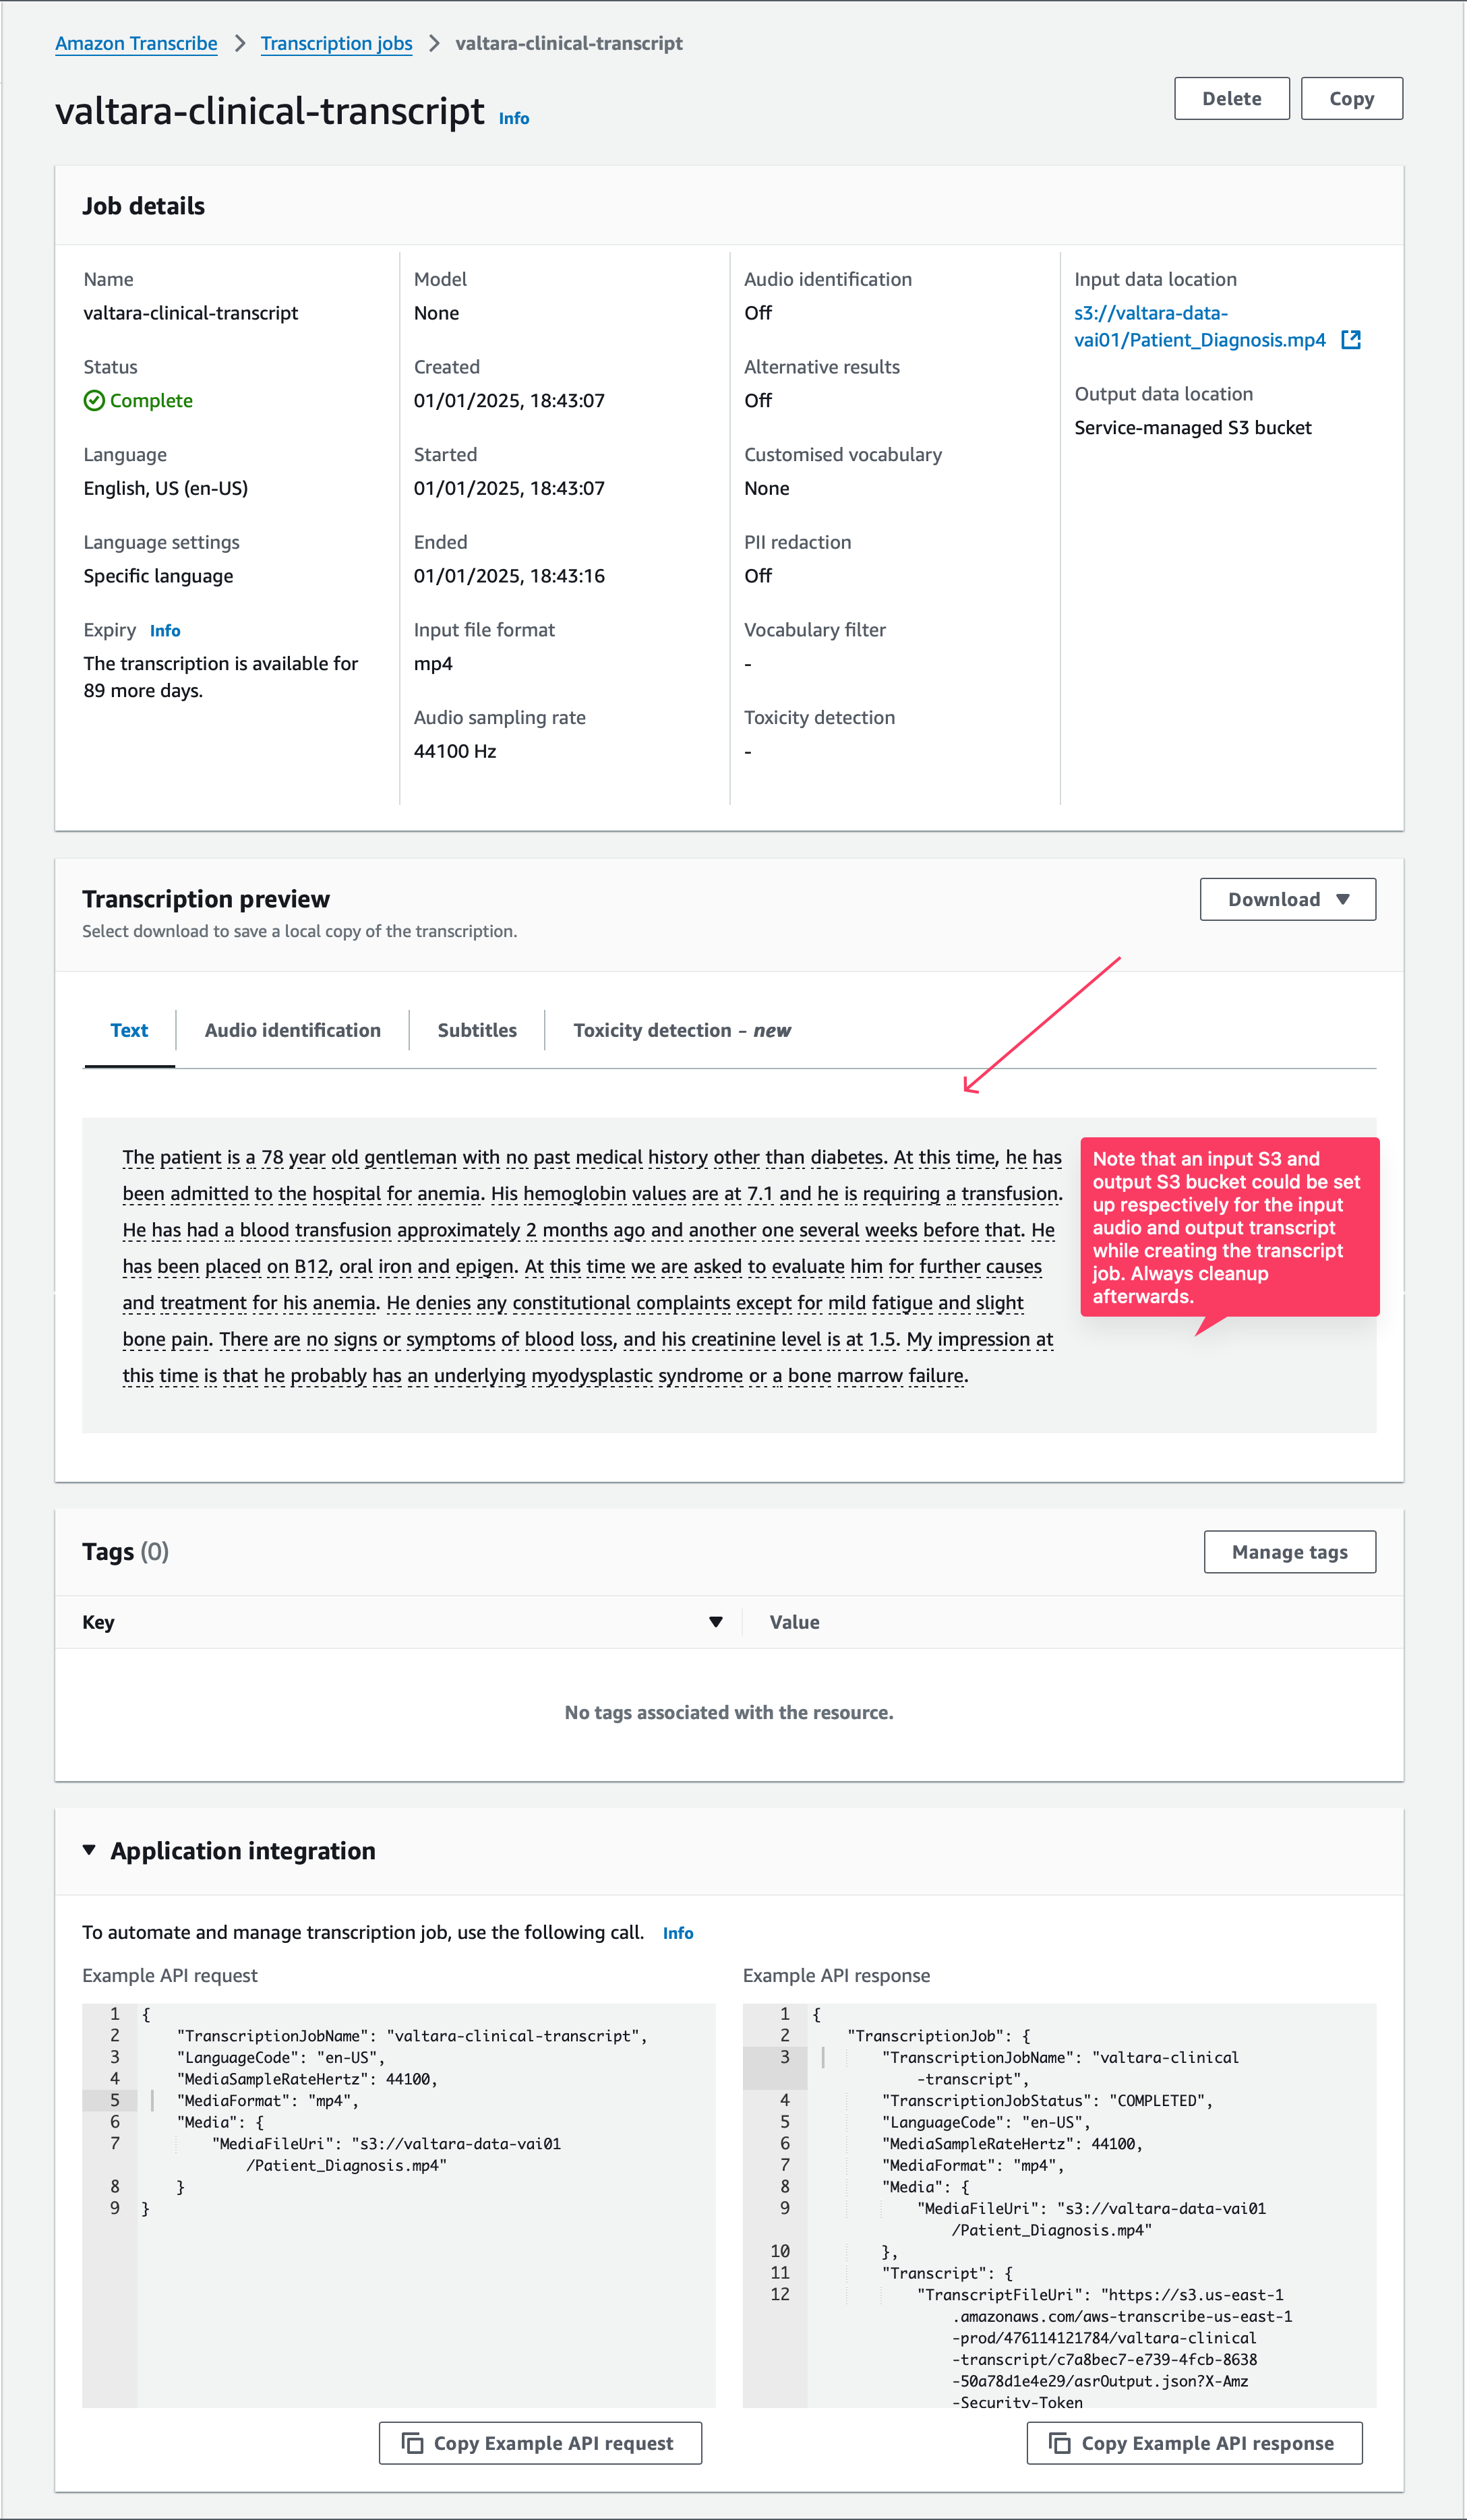 Amazon Transcribe > Transcription jobs > valtara-clinical-transcript
valtara-clinical-transcript Info
Delete
Copy
Job details
Name
valtara-clinical-transcript
Status
Complete
Language
English, US (en-US)
Language settings
Specific language
Expiry Info
The transcription is available for
89 more days.
Model
None
Created
01/01/2025, 18:43:07
Started
01/01/2025, 18:43:07
Ended
01/01/2025, 18:43:16
Input file format
mp4
Audio sampling rate
44100 Hz
Audio identification
Off
Alternative results
Off
Customised vocabulary
None
PII redaction
Off
Vocabulary filter
-
Toxicity detection
-
Input data location
s3://valtara-data-
vai01/Patient_Diagnosis.mp4
Output data location
Service-managed S3 bucket
Transcription preview
Select download to save a local copy of the transcription.
Download
Text
Audio identification
Subtitles
Toxicity detection - new
The patient is a 78 year old gentleman with no past medical history other than diabetes. At this time, he has
been admitted to the hospital for anemia. His hemoglobin values are at 7.1 and he is requiring a transfusion.
He has had a blood transfusion approximately 2 months ago and another one several weeks before that. He
has been placed on B12, oral iron and epigen. At this time we are asked to evaluate him for further causes
and treatment for his anemia. He denies any constitutional complaints except for mild fatigue and slight
bone pain. There are no signs or symptoms of blood loss, and his creatinine level is at 1.5. My impression at
this time is that he probably has an underlying myodysplastic syndrome or a bone marrow failure.
Note that an input S3 and
output S3 bucket could be set
up respectively for the input
audio and output transcript
while creating the transcript
job. Always cleanup
afterwards.
Tags (0)
Manage tags
Key
Value
No tags associated with the resource.
Application integration
To automate and manage transcription job, use the following call. Info
Example API request
1 {
2 "TranscriptionJobName": "valtara-clinical-transcript",
3 "LanguageCode": "en-US",
4 "MediaSampleRateHertz": 44100,
5 "MediaFormat": "mp4",
6 "Media": {
7 "MediaFileUri": "s3://valtara-data-vai01
/Patient_Diagnosis.mp4"
8 }
9 }
Copy Example API request
Example API response
1 {
2 "TranscriptionJob": {
3 "TranscriptionJobName": "valtara-clinical
-transcript",
4 "TranscriptionJobStatus": "COMPLETED",
5 "LanguageCode": "en-US",
6 "MediaSampleRateHertz": 44100,
7 "MediaFormat": "mp4",
8 "Media": {
9 "MediaFileUri": "s3://valtara-data-vai01
/Patient_Diagnosis.mp4"
10 },
11 "Transcript": {
12 "TranscriptFileUri": "https://s3.us-east-1
.amazonaws.com/aws-transcribe-us-east-1
-prod/476114121784/valtara-clinical
-transcript/c7a8bec7-e739-4fcb-8638
-50a78d1e4e29/asrOutput.json?X-Amz
-Security-Token
Copy Example API response